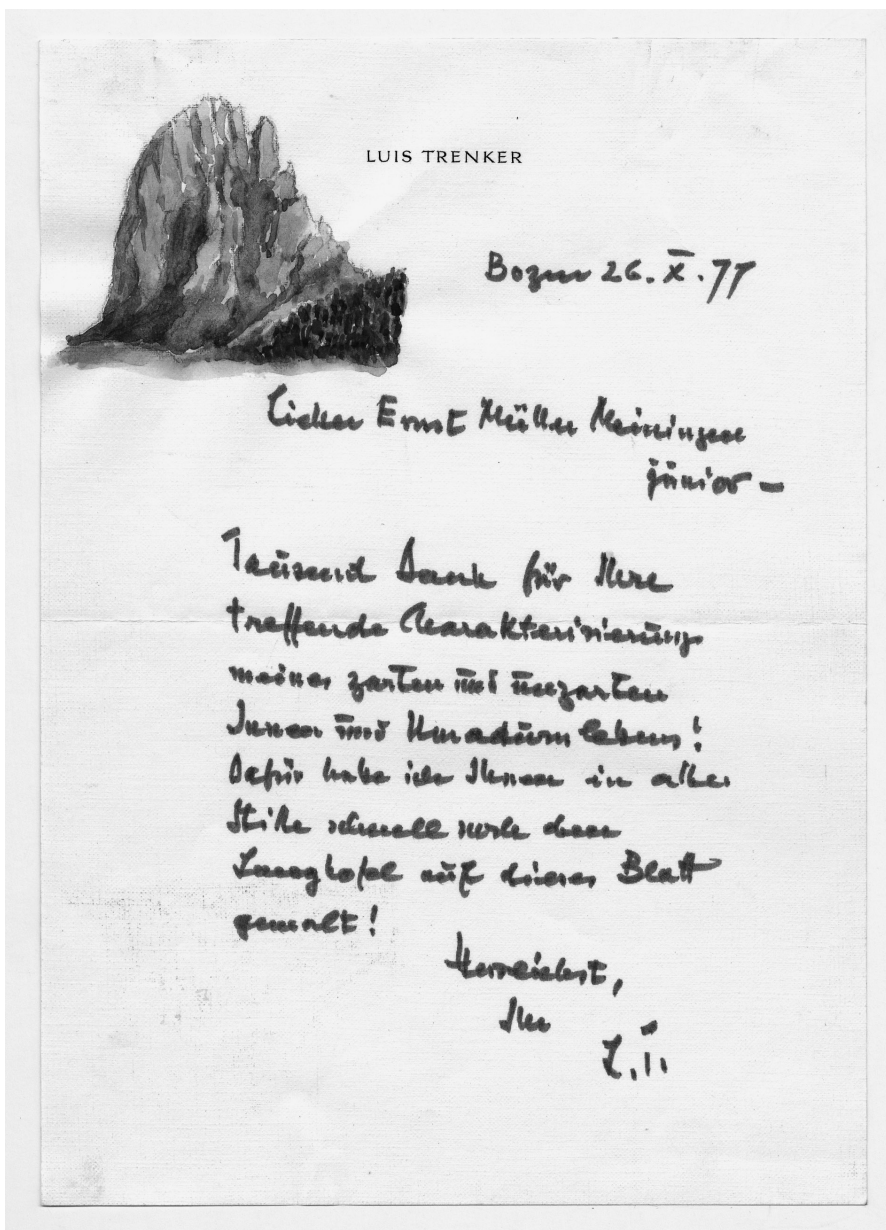 LUIS TRENKER
Bozen 26. X. 77
Lieber Ernst Müller Meiningen
júnior –
Tausend Dank für Ihre
treffende Charakterisierung
meines zarten und unzarten
Innen und
Dafür habe ich Ihnen in aller
Stille schnell noch den
Langkofel auf dieses Blatt
gemalt!
Herzlichst,
Ihr
L.T.